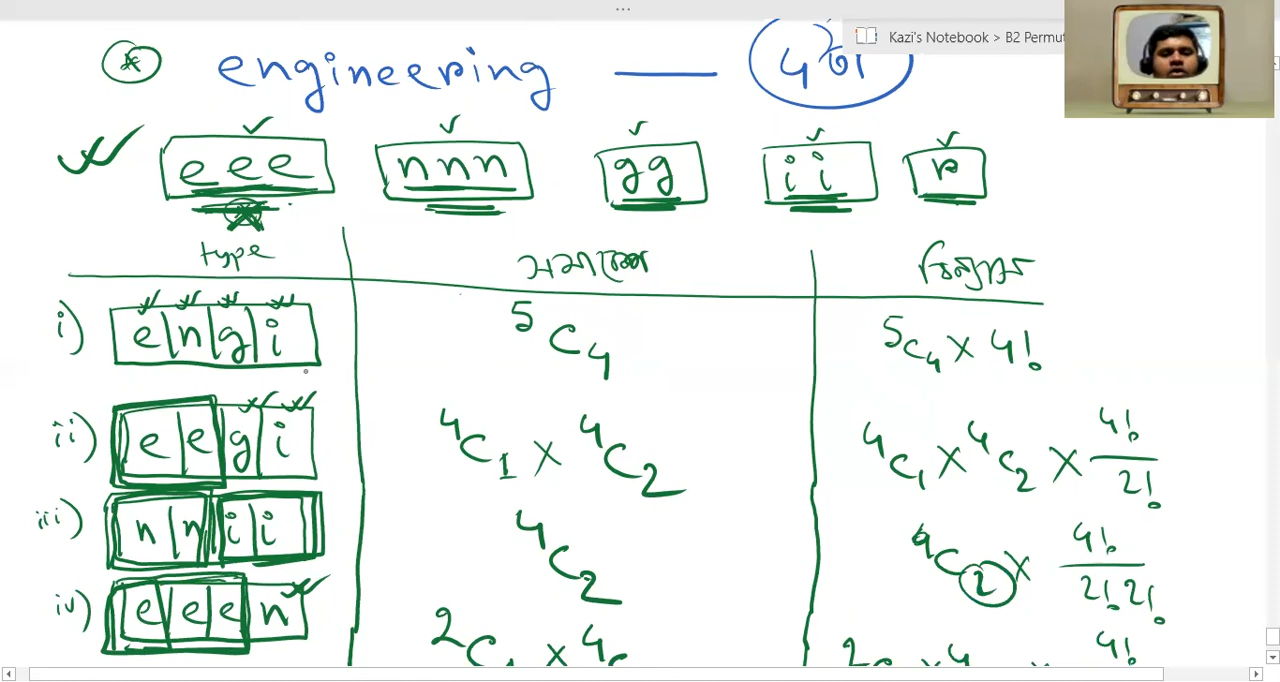 Kazi's Notebook > B2 Permut
* engineering — 4 টা
eee nnn gg ii r
type সমাবেশ বিন্যাস
i) e n g i ⁵C₄ ⁵C₄ × 4!
ii) e e g i ⁴C₁ × ⁴C₂ ⁴C₁ × ⁴C₂ × 4!/2!
iii) n n i i ⁴C₂ ⁴C₂ × 4!/2!2!
iv) e e e n